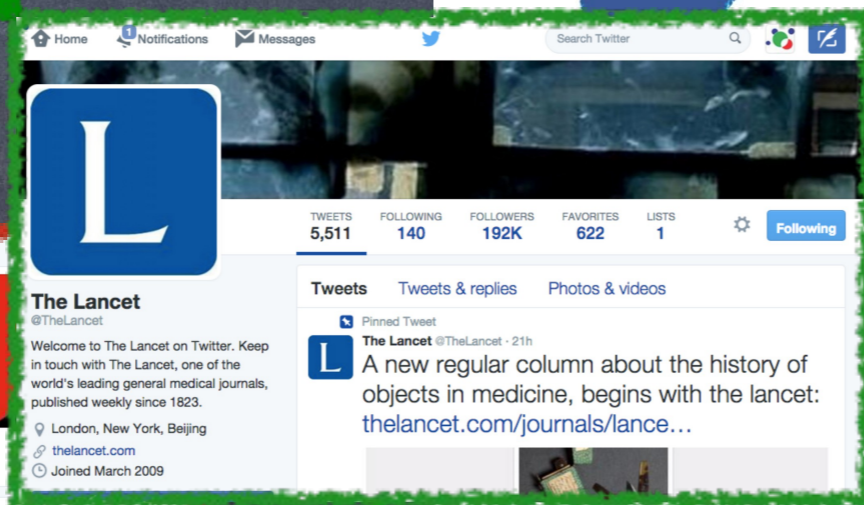 Home
1
Notifications
Messages
Search Twitter
L
TWEETS
5,511
FOLLOWING
140
FOLLOWERS
192K
FAVORITES
622
LISTS
1
Following
The Lancet
@TheLancet
Welcome to The Lancet on Twitter. Keep
in touch with The Lancet, one of the
world's leading general medical journals,
published weekly since 1823.
London, New York, Beijing
thelancet.com
Joined March 2009
Tweets
Tweets & replies
Photos & videos
Pinned Tweet
L
The Lancet @TheLancet · 21h
A new regular column about the history of
objects in medicine, begins with the lancet:
thelancet.com/journals/lance…